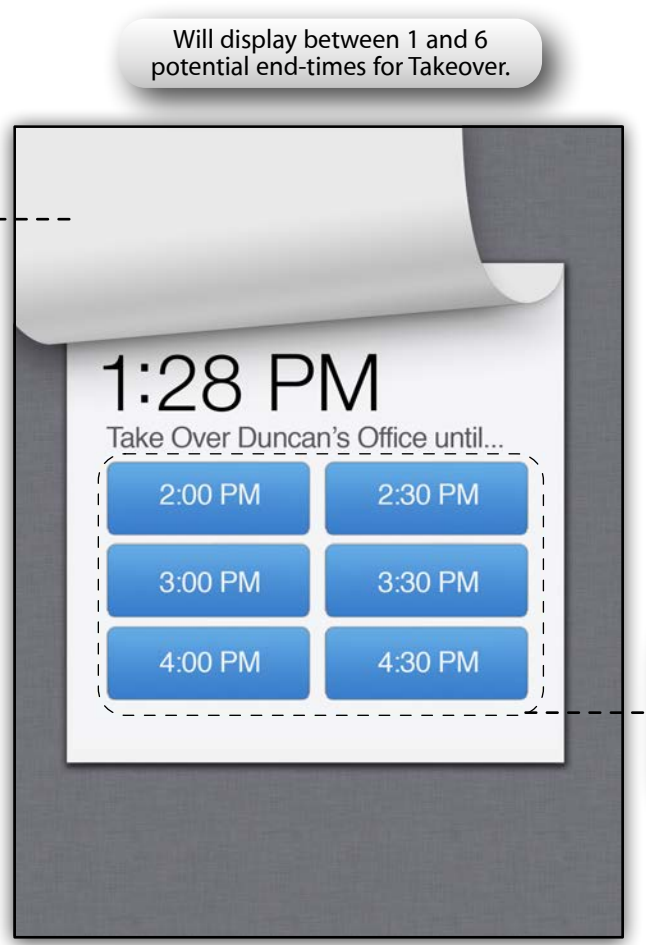 Will display between 1 and 6
potential end-times for Takeover.
1:28 PM
Take Over Duncan's Office until...
2:00 PM
2:30 PM
3:00 PM
3:30 PM
4:00 PM
4:30 PM